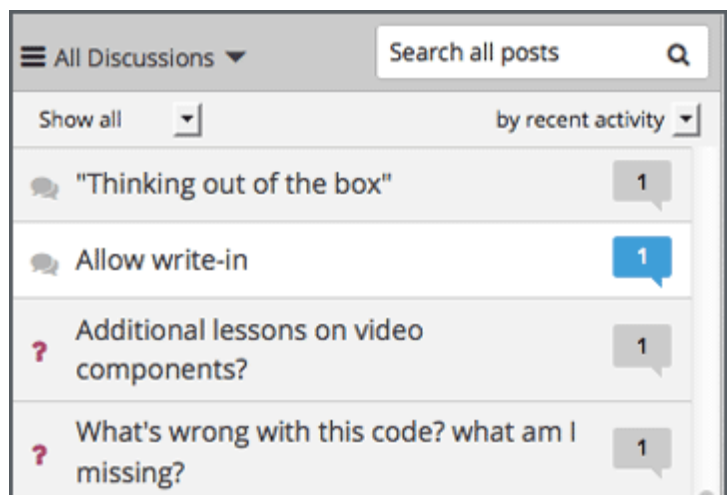 All Discussions
Search all posts
Show all
by recent activity
"Thinking out of the box"
1
Allow write-in
1
? Additional lessons on video
components?
1
? What's wrong with this code? what am I
missing?
1